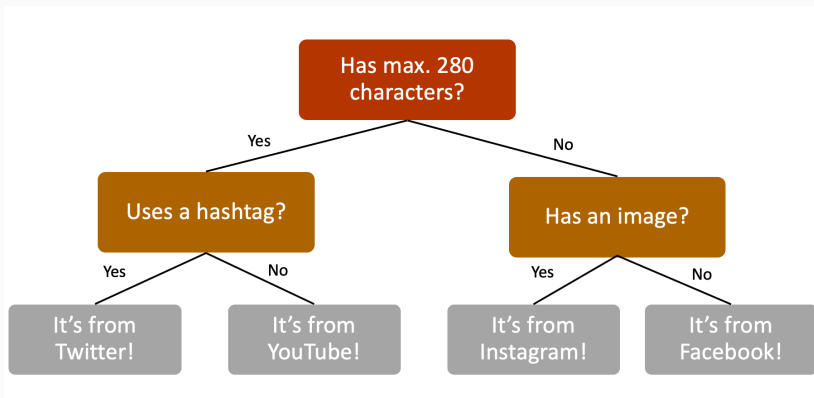 Has max. 280
characters?
Yes
No
Uses a hashtag?
Has an image?
Yes
No
Yes
No
It’s from
Twitter!
It’s from
YouTube!
It’s from
Instagram!
It’s from
Facebook!